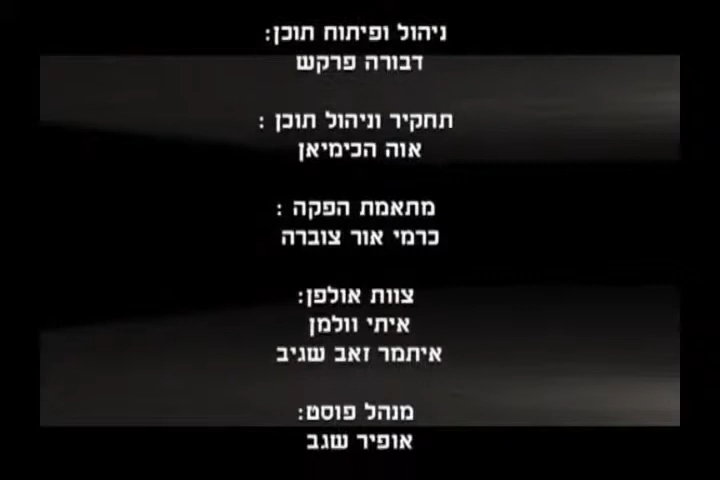 ניהול ופיתוח תוכן:
דבורה פרקש
תחקיר וניהול תוכן :
אוה הכימיאן
מתאמת הפקה :
כרמי אור צוברה
צוות אולפן:
איתי וולמן
איתמר זאב שגיב
מנהל פוסט:
אופיר שגב